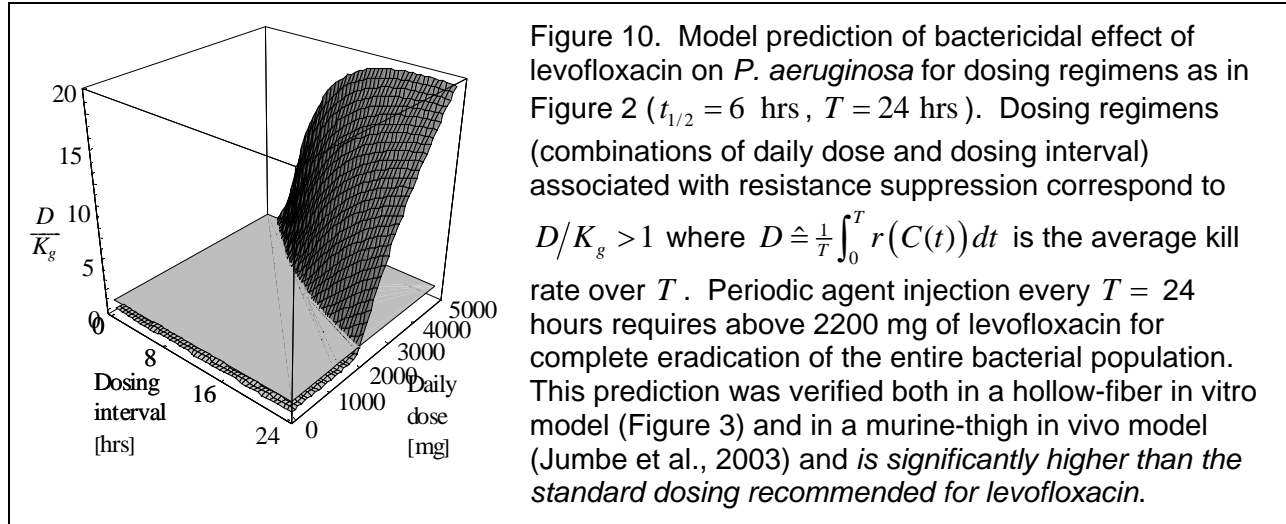 20
15
10
5
D
K_g
0
0
8
16
24
Dosing
interval
[hrs]
0
1000
2000
3000
4000
5000
Daily
dose
[mg]
Figure 10. Model prediction of bactericidal effect of
levofloxacin on P. aeruginosa for dosing regimens as in
Figure 2 (t_{1/2} = 6 hrs, T = 24 hrs). Dosing regimens
(combinations of daily dose and dosing interval)
associated with resistance suppression correspond to
D/K_g > 1 where D ≙ 1/T ∫_0^T r(C(t)) dt is the average kill
rate over T. Periodic agent injection every T = 24
hours requires above 2200 mg of levofloxacin for
complete eradication of the entire bacterial population.
This prediction was verified both in a hollow-fiber in vitro
model (Figure 3) and in a murine-thigh in vivo model
(Jumbe et al., 2003) and is significantly higher than the
standard dosing recommended for levofloxacin.